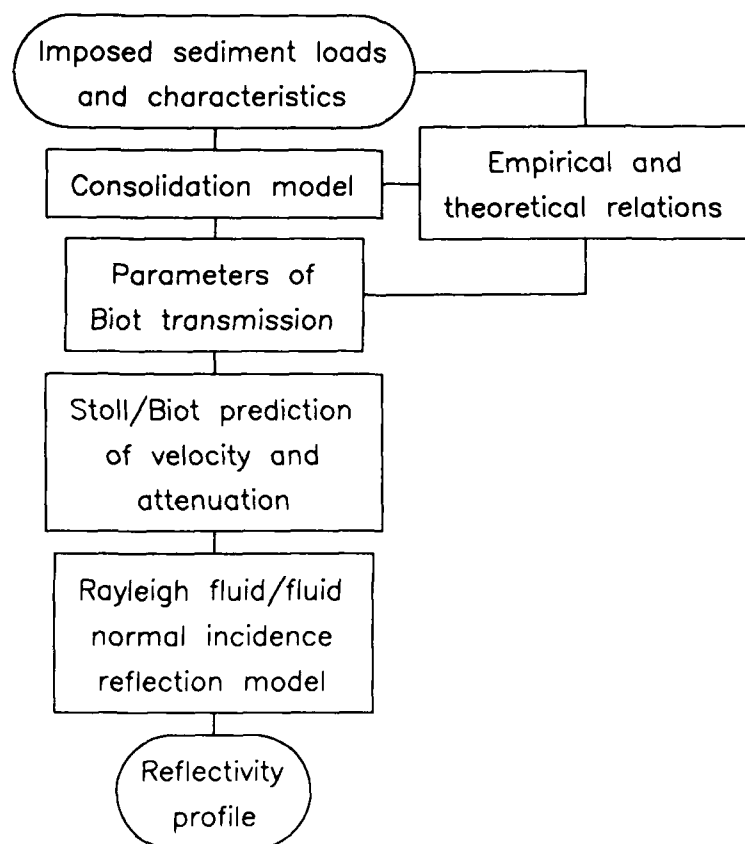 Imposed sediment loads
and characteristics
Consolidation model
Empirical and
theoretical relations
Parameters of
Biot transmission
Stoll/Biot prediction
of velocity and
attenuation
Rayleigh fluid/fluid
normal incidence
reflection model
Reflectivity
profile